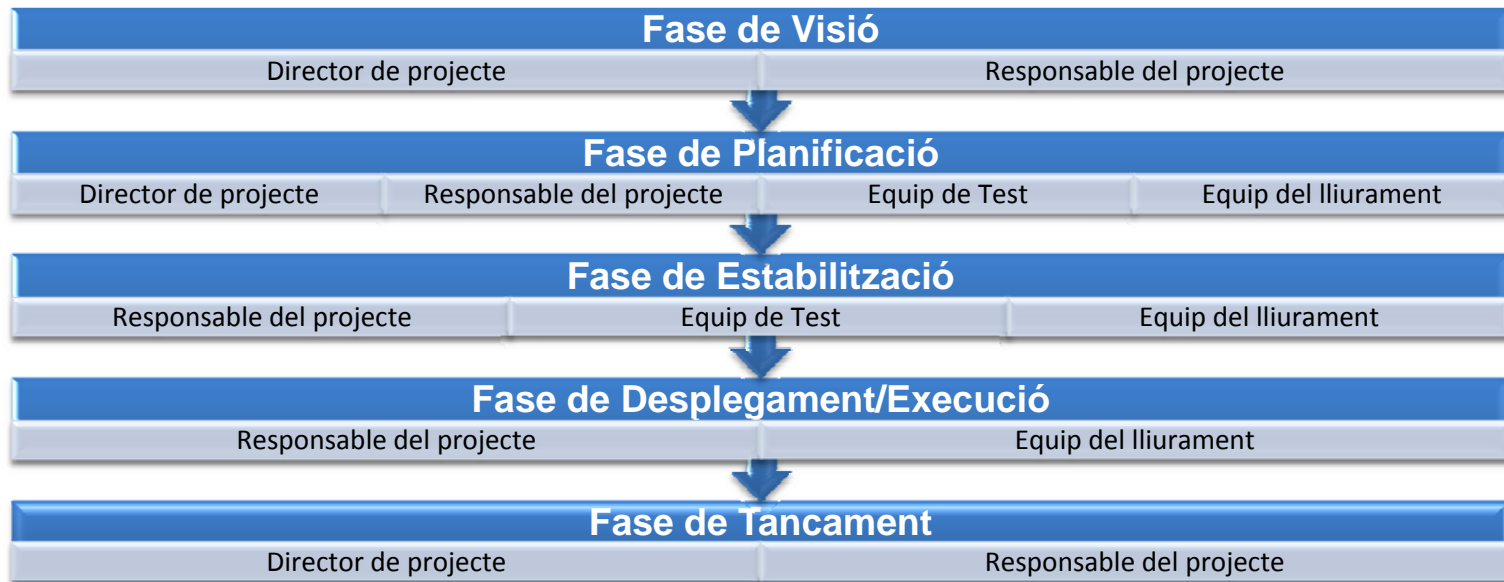 Fase de Visió
Director de projecte Responsable del projecte
Fase de Planificació
Director de projecte Responsable del projecte Equip de Test Equip del lliurament
Fase de Estabilització
Responsable del projecte Equip de Test Equip del lliurament
Fase de Desplegament/Execució
Responsable del projecte Equip del lliurament
Fase de Tancament
Director de projecte Responsable del projecte